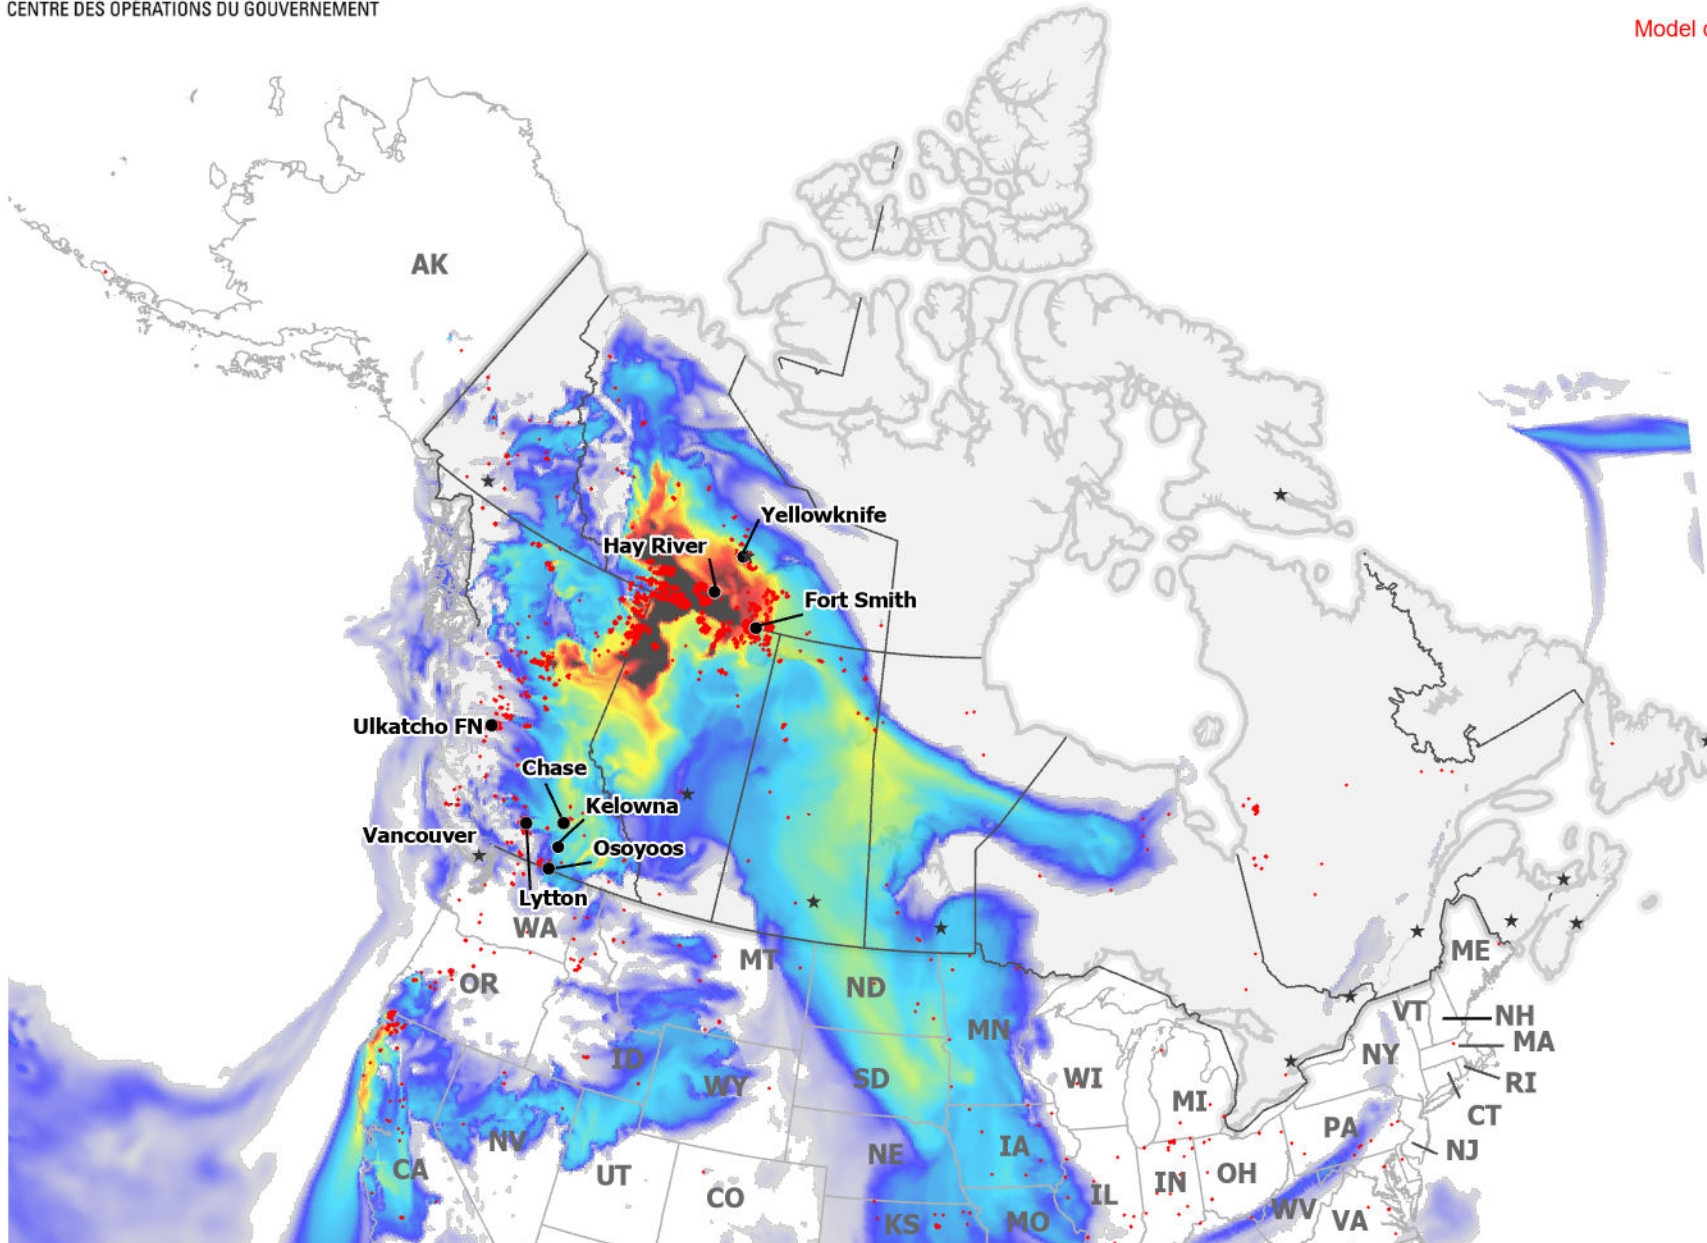 CENTRE DES OPÉRATIONS DU GOUVERNEMENT
Model
AK
Yellowknife
Hay River
Fort Smith
Ulkatcho FN
Chase
Kelowna
Vancouver
Osoyoos
Lytton
WA
MT
ME
OR
ND
VT
NH
MN
MA
NY
ID
WY
SD
WI
MI
RI
CT
NV
PA
NJ
CA
UT
NE
IA
OH
CO
IL
IN
WV
VA
KS
MO